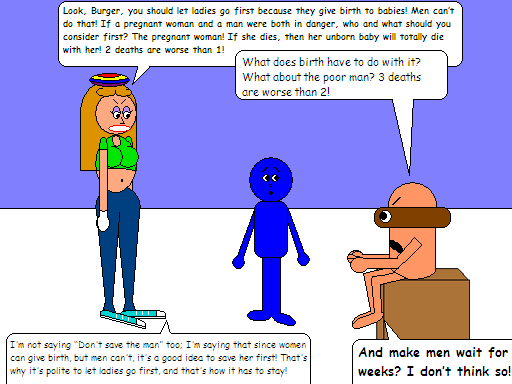 Look, Burger, you should let ladies go first because they give birth to babies! Men can't
do that! If a pregnant woman and a man were both in danger, who and what should you
consider first? The pregnant woman! If she dies, then her unborn baby will totally die
with her! 2 deaths are worse than 1!
What does birth have to do with it?
What about the poor man? 3 deaths
are worse than 2!
I'm not saying "Don't save the man" too; I'm saying that since women
can give birth, but men can't, it's a good idea to save her first! That's
why it's polite to let ladies go first, and that's how it has to stay!
And make men wait for
weeks? I don't think so!